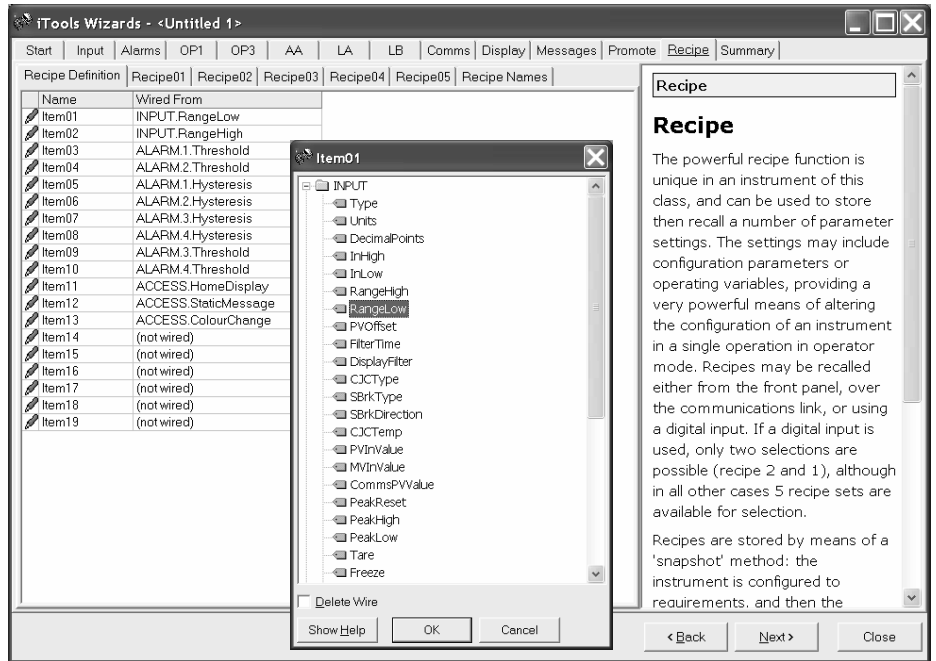 iTools Wizards - <Untitled 1>
Start Input Alarms OP1 OP3 AA LA LB Comms Display Messages Promote Recipe Summary
Recipe Definition Recipe01 Recipe02 Recipe03 Recipe04 Recipe05 Recipe Names
Name Wired From
Item01 INPUT.RangeLow
Item02 INPUT.RangeHigh
Item03 ALARM.1.Threshold
Item04 ALARM.2.Threshold
Item05 ALARM.1.Hysteresis
Item06 ALARM.2.Hysteresis
Item07 ALARM.3.Hysteresis
Item08 ALARM.4.Hysteresis
Item09 ALARM.3.Threshold
Item10 ALARM.4.Threshold
Item11 ACCESS.HomeDisplay
Item12 ACCESS.StaticMessage
Item13 ACCESS.ColourChange
Item14 (not wired)
Item15 (not wired)
Item16 (not wired)
Item17 (not wired)
Item18 (not wired)
Item19 (not wired)
Item01
INPUT
Type
Units
DecimalPoints
InHigh
InLow
RangeHigh
RangeLow
PVOffset
FilterTime
DisplayFilter
CJCType
SBrkType
SBrkDirection
CJCTemp
PVInValue
MVInValue
CommsPVValue
PeakReset
PeakHigh
PeakLow
Tare
Freeze
Delete Wire
Show Help OK Cancel
Recipe
Recipe
The powerful recipe function is
unique in an instrument of this
class, and can be used to store
then recall a number of parameter
settings. The settings may include
configuration parameters or
operating variables, providing a
very powerful means of altering
the configuration of an instrument
in a single operation in operator
mode. Recipes may be recalled
either from the front panel, over
the communications link, or using
a digital input. If a digital input is
used, only two selections are
possible (recipe 2 and 1), although
in all other cases 5 recipe sets are
available for selection.
Recipes are stored by means of a
'snapshot' method: the
instrument is configured to
requirements, and then the
< Back Next > Close